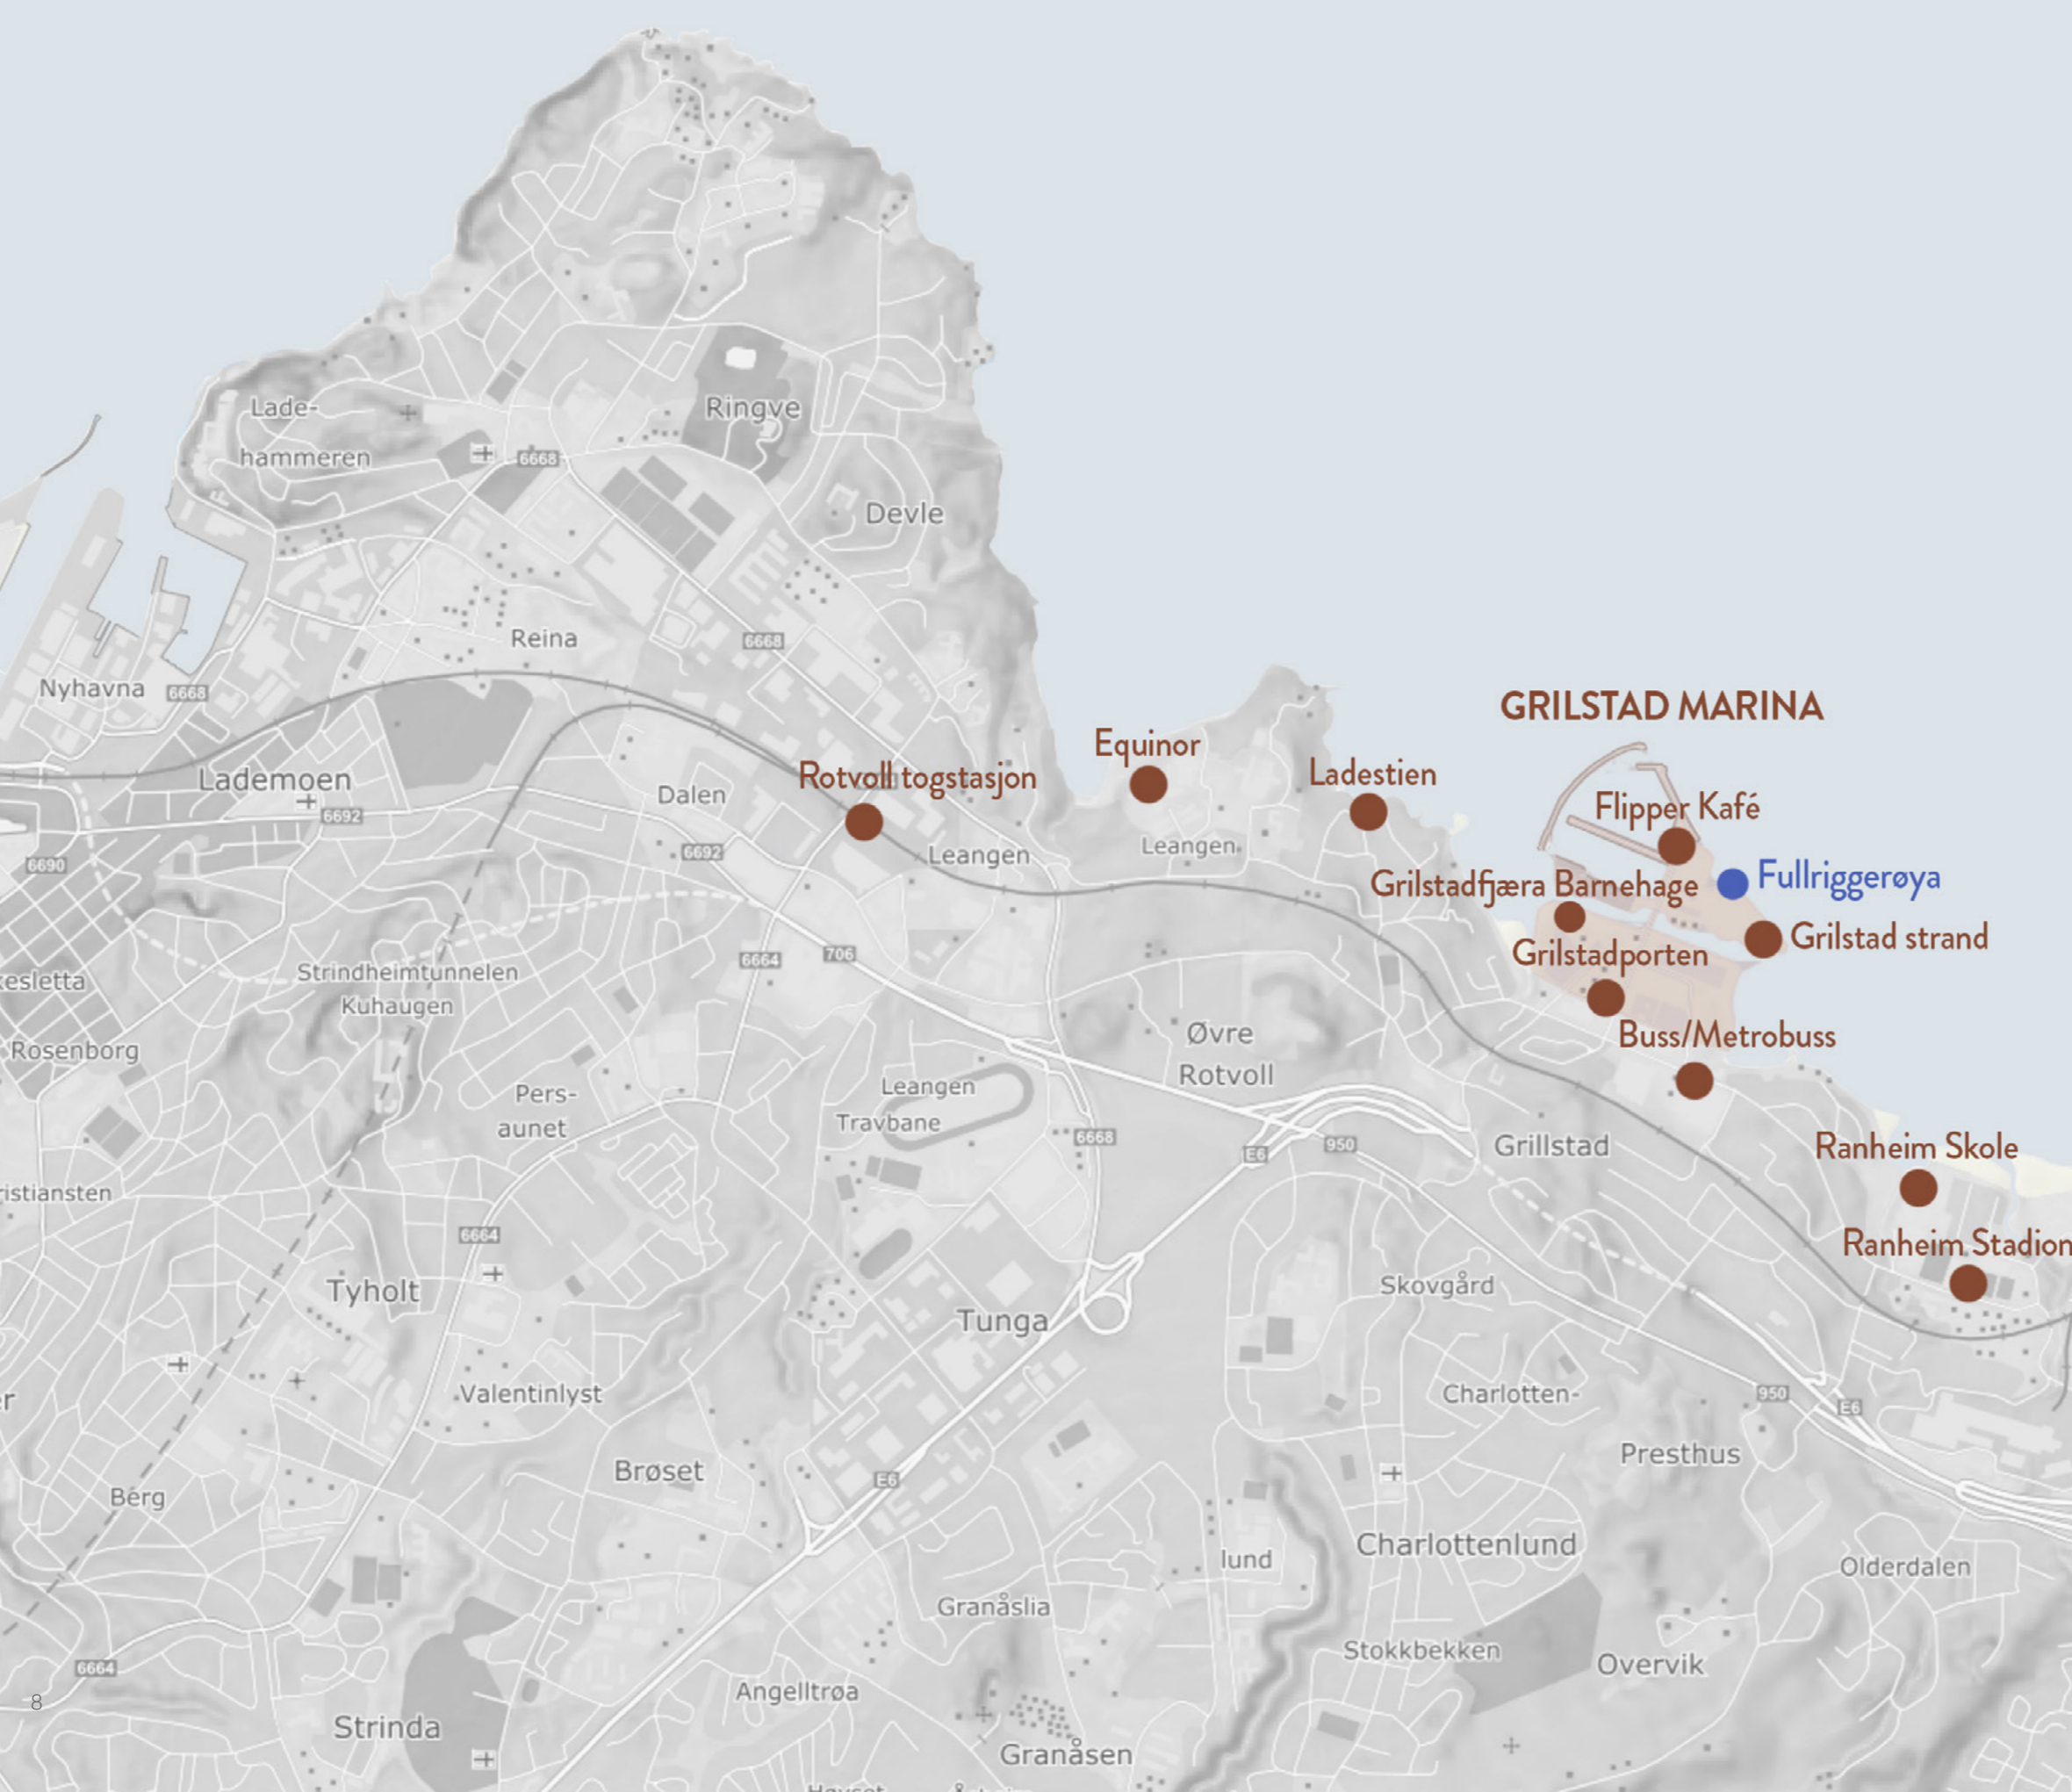 Lade-
hammeren
6668
Ringve
Devle
Reina
6668
Nyhavna
6668
GRILSTAD MARINA
Equinor
Ladestien
Rotvoll togstasjon
Lademoen
Dalen
Flipper Kafé
6692
6692
Leangen
Leangen
6690
Grilstadfjæra Barnehage
Fullriggerøya
Grilstad strand
Grilstadporten
706
6664
Strindheimtunnelen
Kuhaugen
Øvre
Rotvoll
Buss/Metrobuss
Rosenborg
Pers-
aunet
Leangen
Travbane
6668
E6
950
Grillstad
Ranheim Skole
Ranheim Stadion
6664
Tyholt
Tunga
Skovgård
Valentinlyst
Charlotten-
950
E6
Presthus
Brøset
E6
Berg
lund
Charlottenlund
Olderdalen
Granåslia
Stokkbekken
Overvik
6664
8
Angelltrøa
Strinda
Granåsen